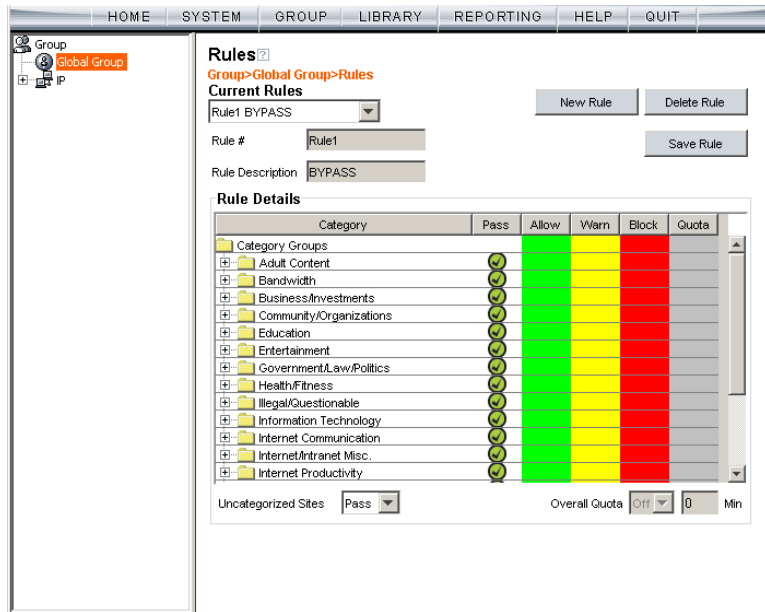 HOME SYSTEM GROUP LIBRARY REPORTING HELP QUIT
Group
Global Group
IP
Rules?
Group>Global Group>Rules
Current Rules
Rule1 BYPASS
New Rule Delete Rule
Rule # Rule1
Save Rule
Rule Description BYPASS
Rule Details
Category Pass Allow Warn Block Quota
Category Groups
Adult Content
Bandwidth
Business/Investments
Community/Organizations
Education
Entertainment
Government/Law/Politics
Health/Fitness
Illegal/Questionable
Information Technology
Internet Communication
Internet/Intranet Misc.
Internet Productivity
Uncategorized Sites Pass Overall Quota Off 0 Min